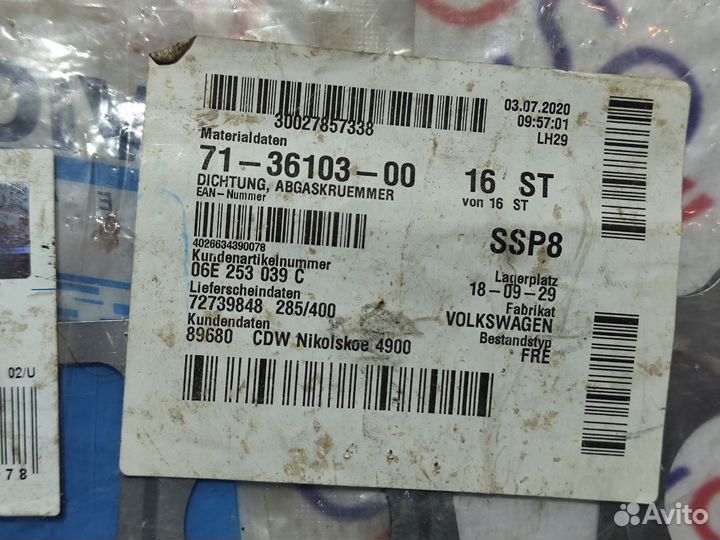 30027857338
03.07.2020
09:57:01
LH29
Materialdaten
71-36103-00
16 ST
DICHTUNG, ABGASKRUEMMER
von 16 ST
EAN-Nummer
4026634390078
SSP8
Kundenartikelnummer
06E 253 039 C
Lagerplatz
18-09-29
Lieferscheindaten
72739848 285/400
Fabrikat
VOLKSWAGEN
Kundendaten
89680 CDW Nikolskoe 4900
Bestandstyp
FRE
02/U
78
Avito